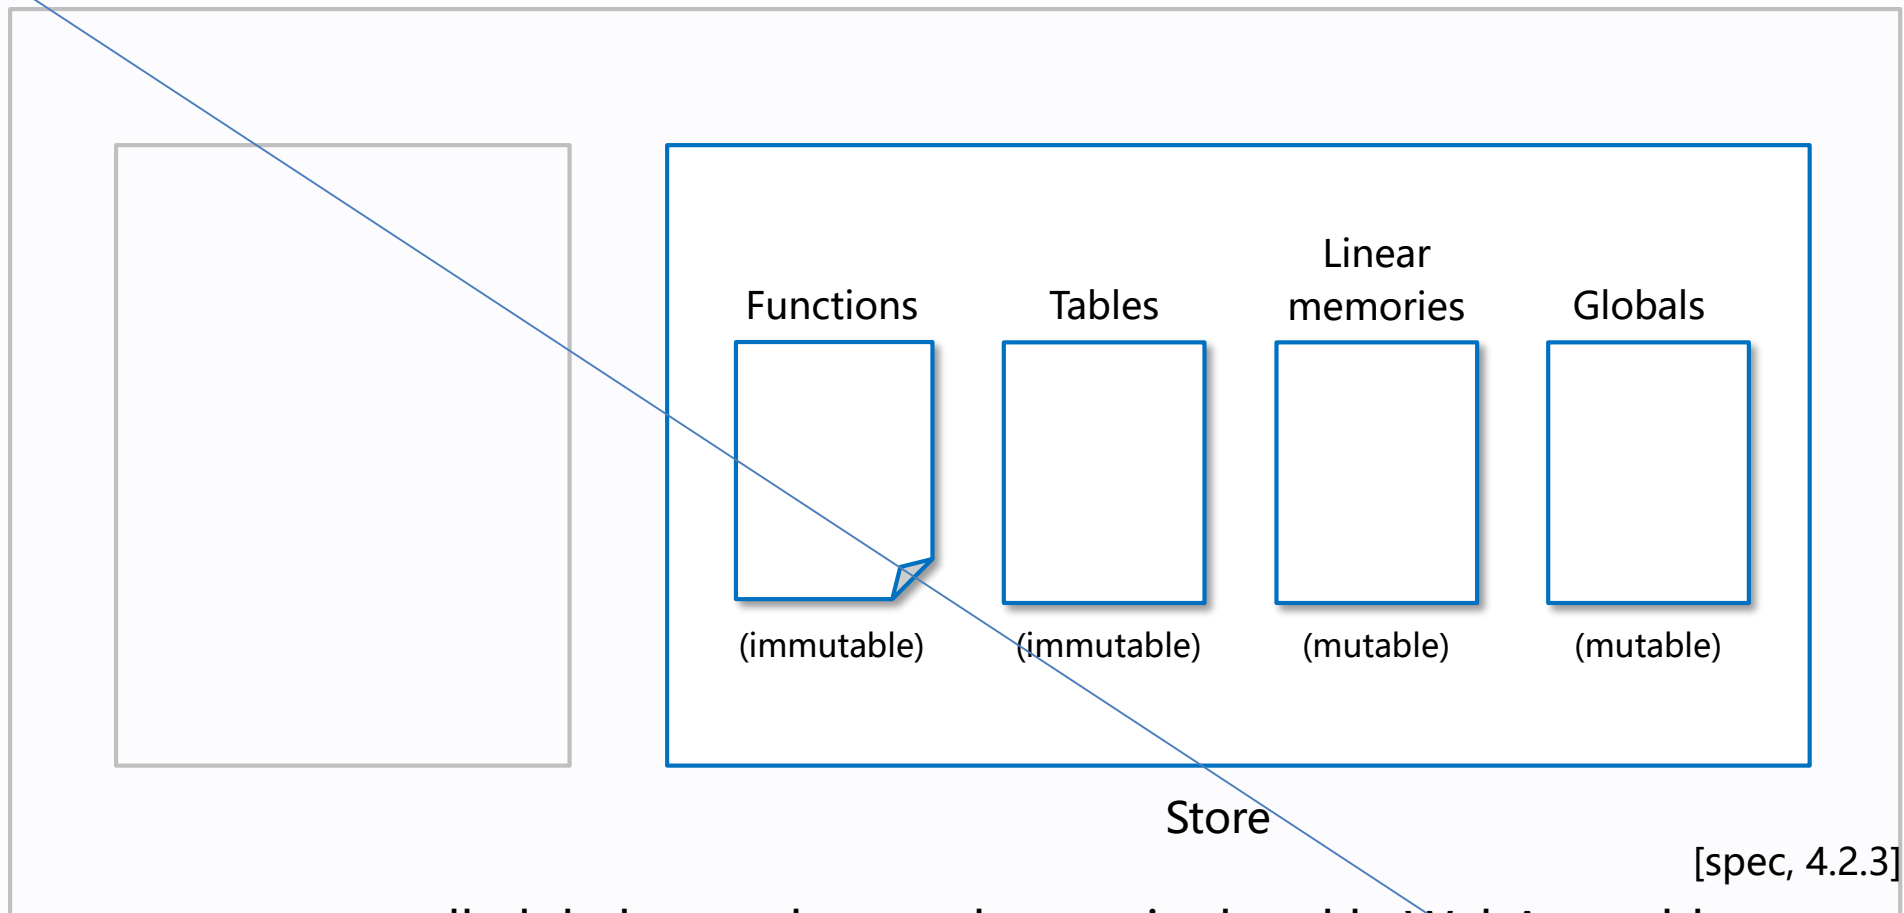 Linear
Functions Tables memories Globals
(immutable) (immutable) (mutable) (mutable)
Store
[spec, 4.2.3]